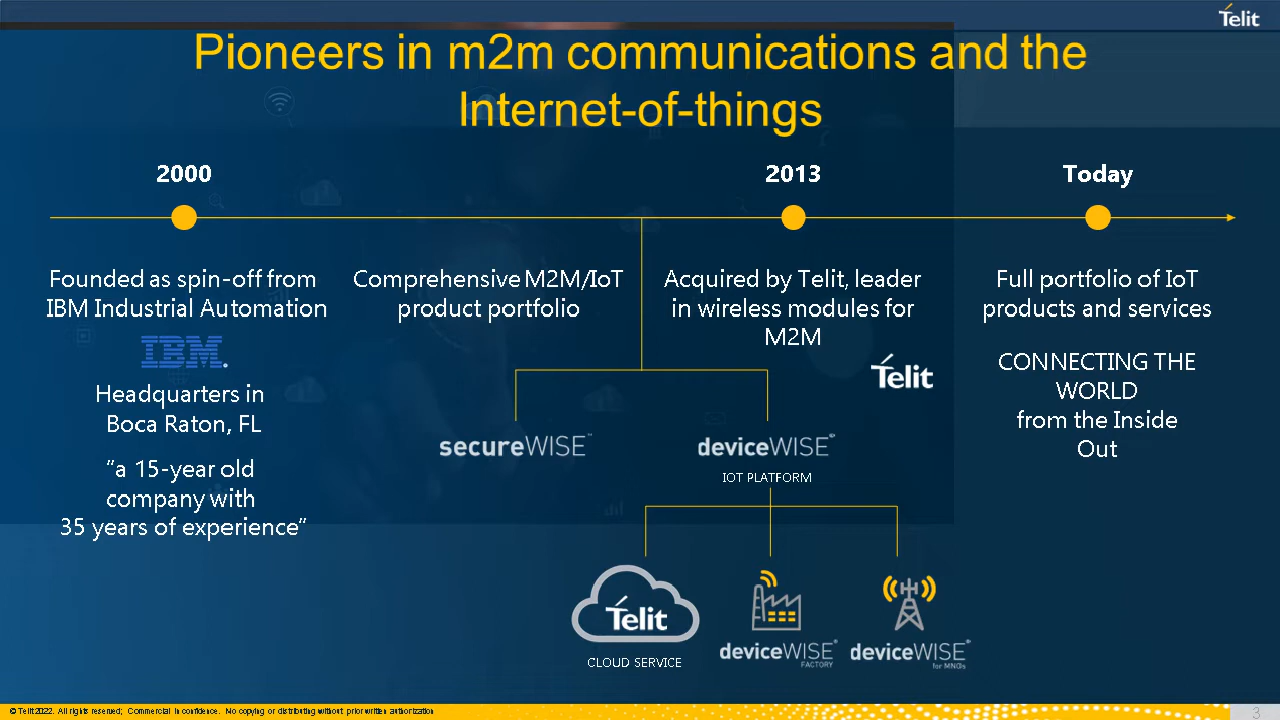 Telit
Pioneers in m2m communications and the
Internet-of-things
2000
2013
Today
Founded as spin-off from
IBM Industrial Automation
IBM®
Headquarters in
Boca Raton, FL
"a 15-year old
company with
35 years of experience"
Comprehensive M2M/IoT
product portfolio
Acquired by Telit, leader
in wireless modules for
M2M
Telit
Full portfolio of IoT
products and services
CONNECTING THE
WORLD
from the Inside
Out
secureWISE™
deviceWISE®
IOT PLATFORM
Telit
CLOUD SERVICE
deviceWISE®
FACTORY
deviceWISE®
for MNOs
© Telit 2022. All rights reserved; Commercial in confidence. No copying or distributing without prior written authorization
3